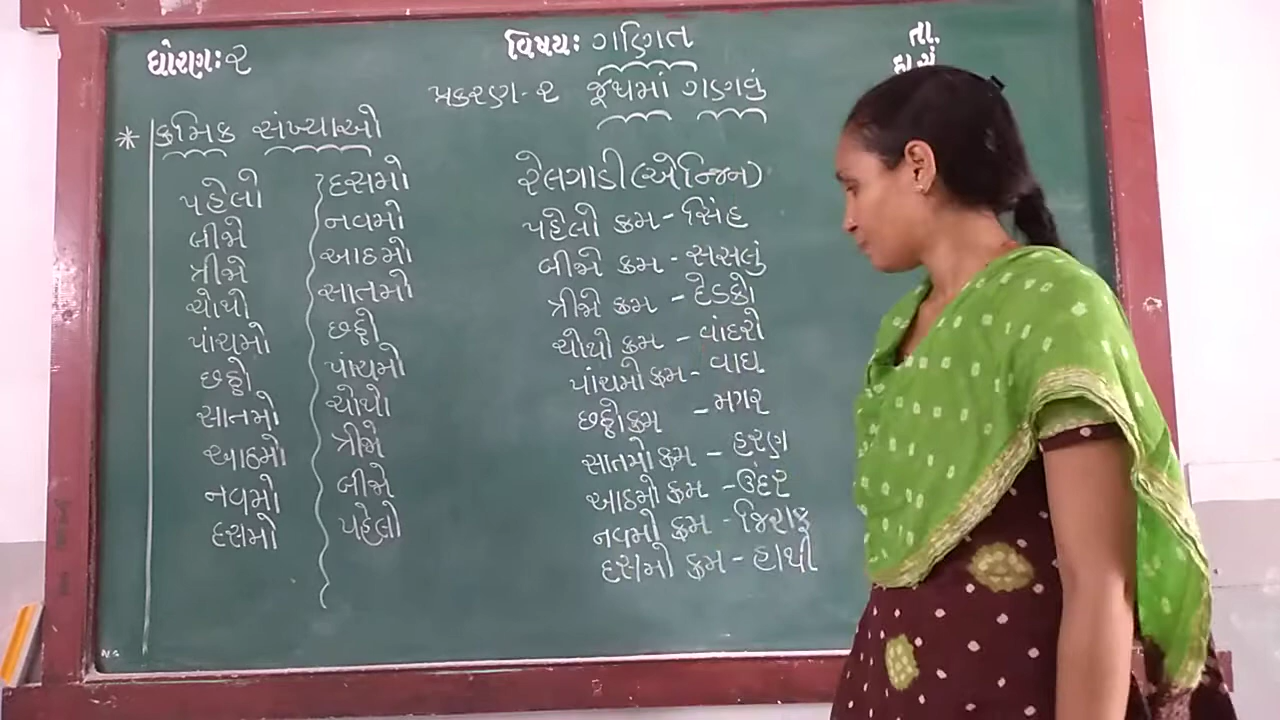 ધોરણ: ૨
વિષય: ગણિત
તા.
હા.સં
પ્રકરણ-૨ જૂથમાં ગણવું
* ક્રમિક સંખ્યાઓ
પહેલો
બીજો
ત્રીજો
ચોથો
પાંચમો
છઠ્ઠો
સાતમો
આઠમો
નવમો
દસમો
દસમો
નવમો
આઠમો
સાતમો
છઠ્ઠો
પાંચમો
ચોથો
ત્રીજો
બીજો
પહેલો
રેલગાડી(એન્જિન)
પહેલો ક્રમ - સિંહ
બીજો ક્રમ - સસલું
ત્રીજો ક્રમ - દેડકો
ચોથો ક્રમ - વાંદરો
પાંચમો ક્રમ - વાઘ
છઠ્ઠો ક્રમ - મગર
સાતમો ક્રમ - હરણ
આઠમો ક્રમ - ઉંદર
નવમો ક્રમ - જિરાફ
દસમો ક્રમ - હાથી